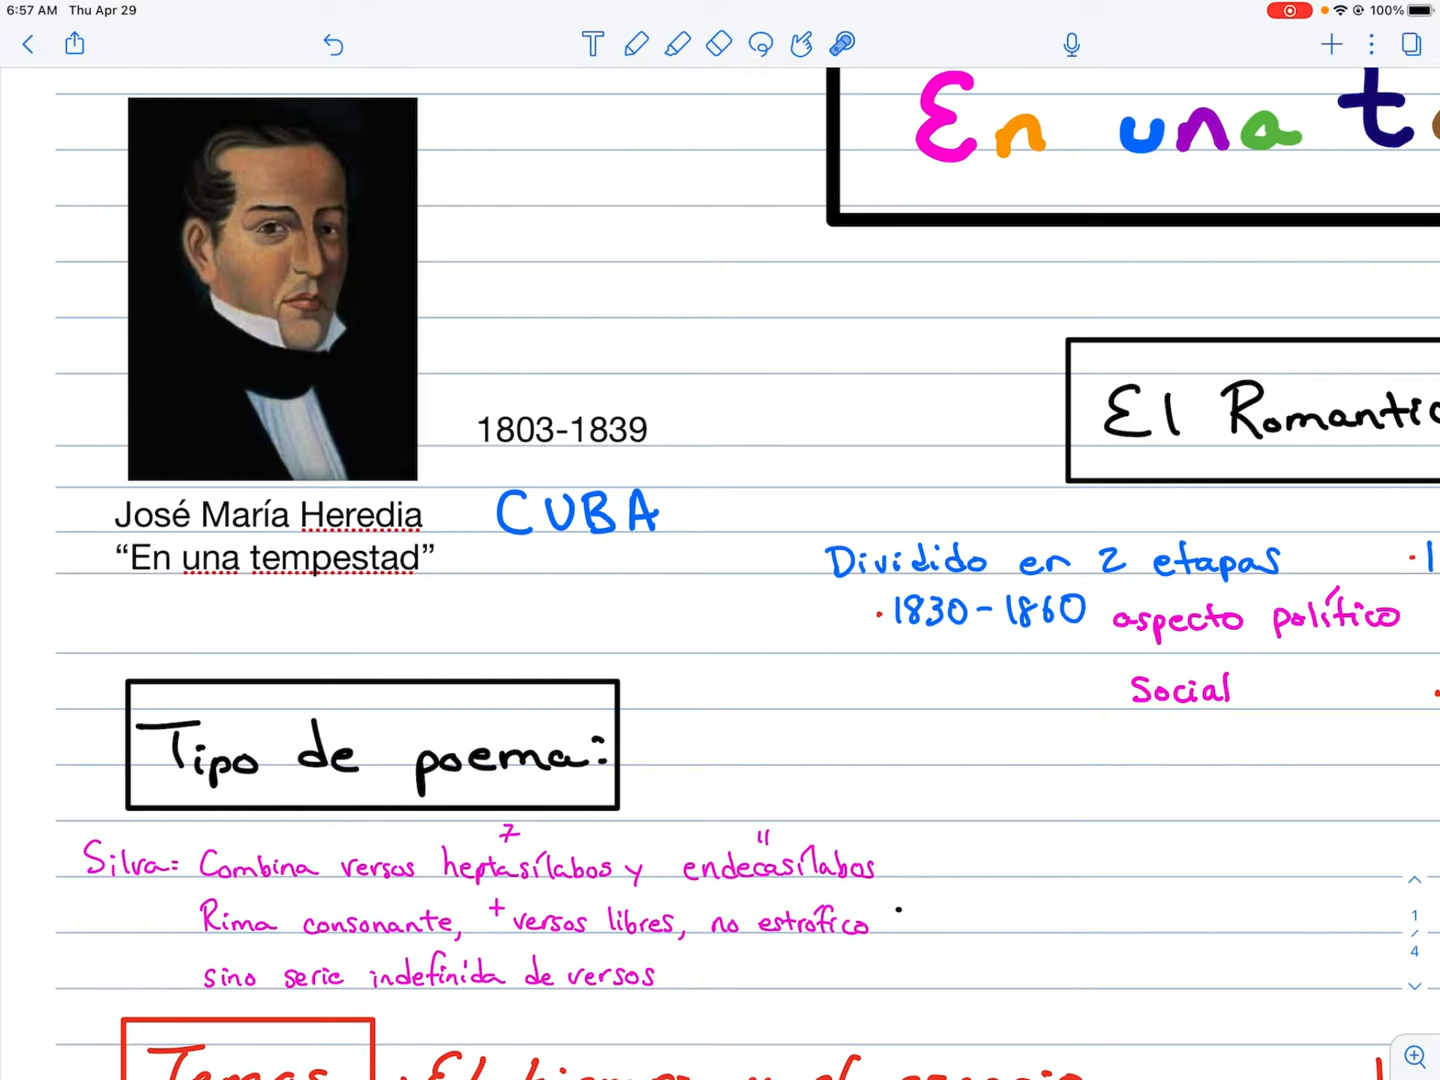 6:57 AM Thu Apr 29
100%
En una
1803-1839
El
José María Heredia
CUBA
“En una tempestad”
Dividido en 2 etapas
· 1830-1860 aspecto político
Social
Tipo de poema:
7 11
Silva= Combina versos heptasílabos y endecasílabos
Rima consonante, + versos libres, no estrófico
sino serie indefinida de versos
1
/
4
Temas